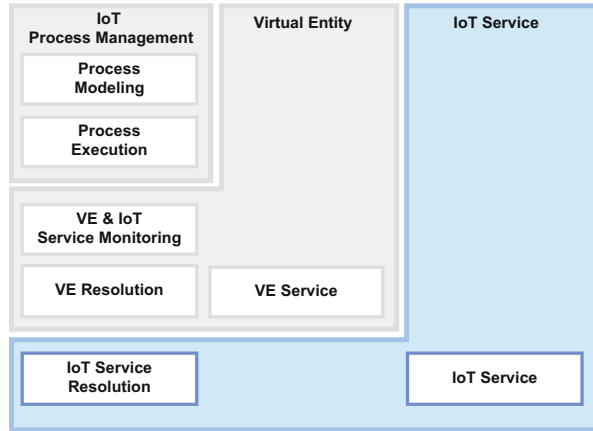 IoT
Process Management
Virtual Entity
IoT Service
Process
Modeling
Process
Execution
VE & IoT
Service Monitoring
VE Resolution
VE Service
IoT Service
Resolution
IoT Service